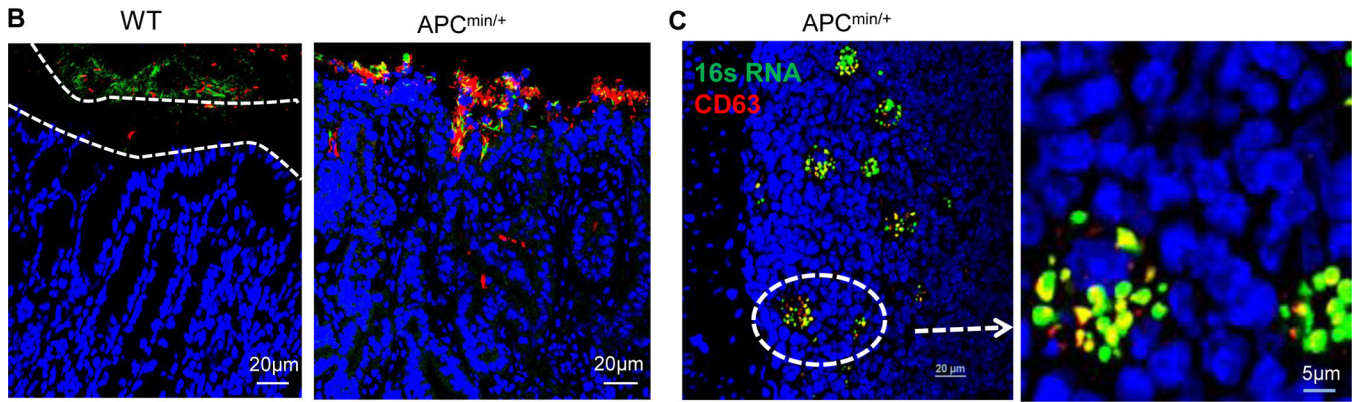 B
WT
APCmin/+
20µm
20µm
C
APCmin/+
16s RNA
CD63
20 µm
5µm